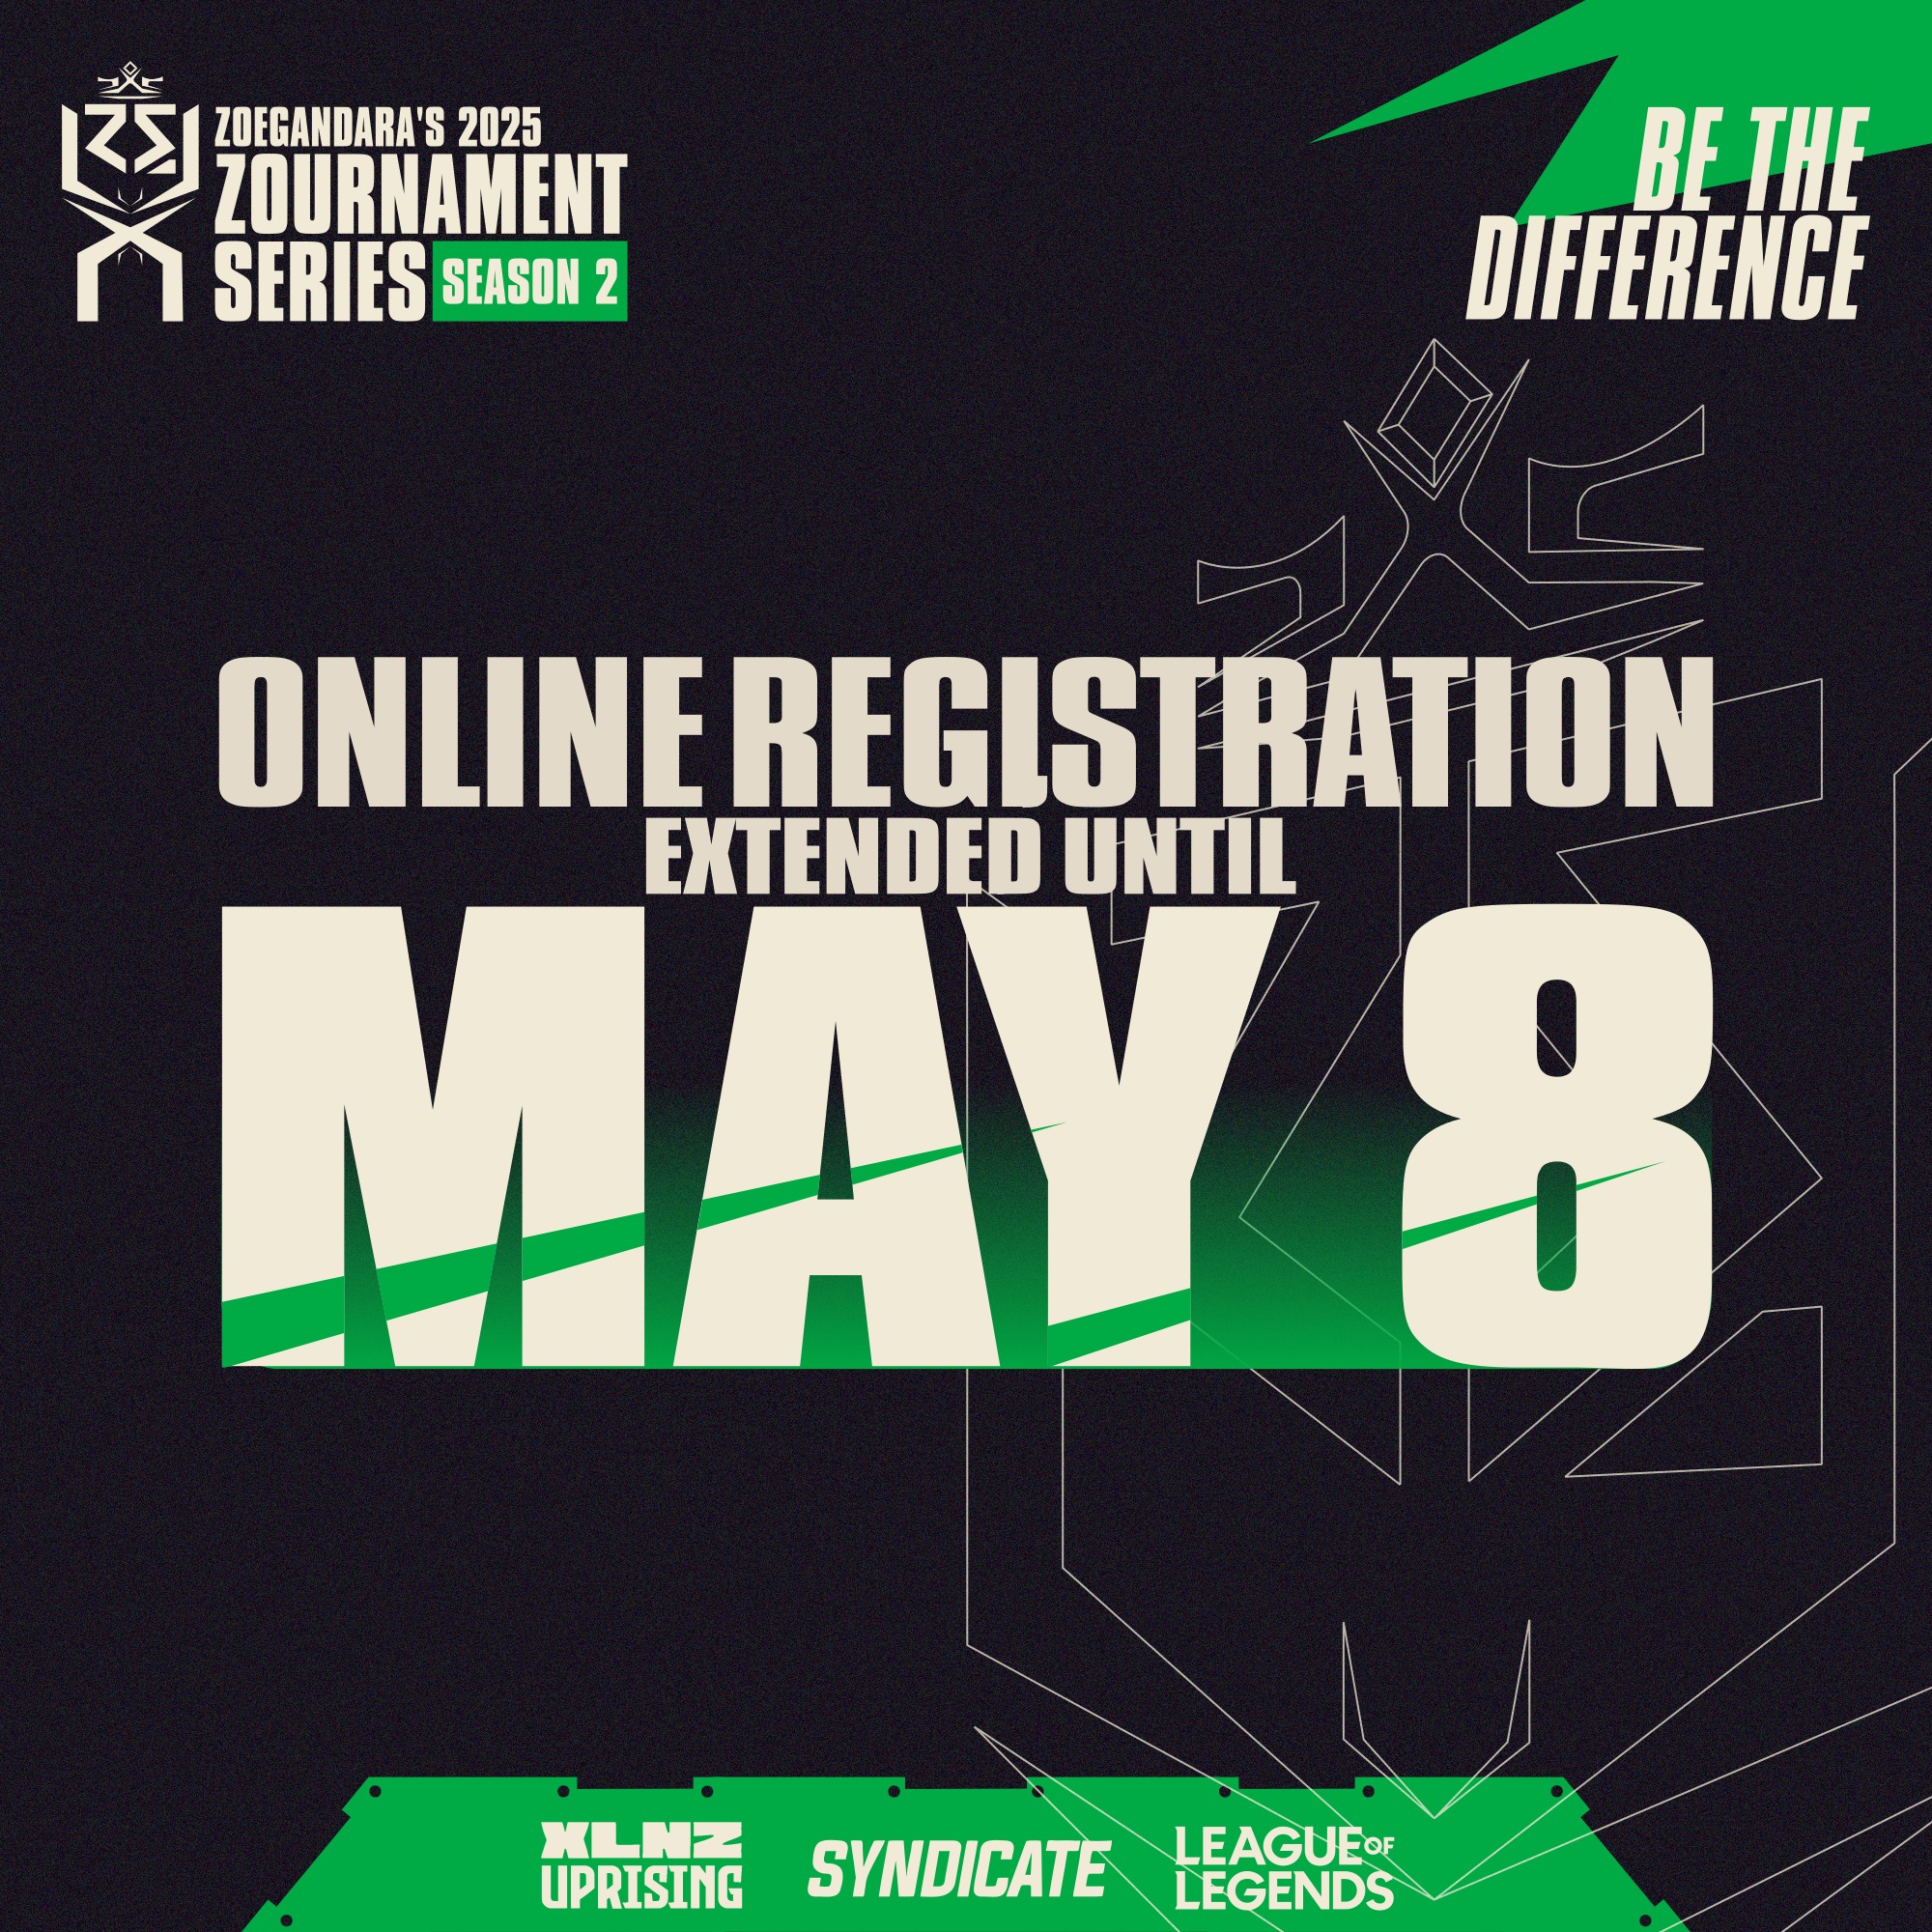 ZOEGANDARA'S 2025
ZOURNAMENT
SERIES SEASON 2
BE THE
DIFFERENCE
ONLINE REGISTRATION
EXTENDED UNTIL
MAY 8
XLNZ
UPRISING
SYNDICATE
LEAGUE OF
LEGENDS